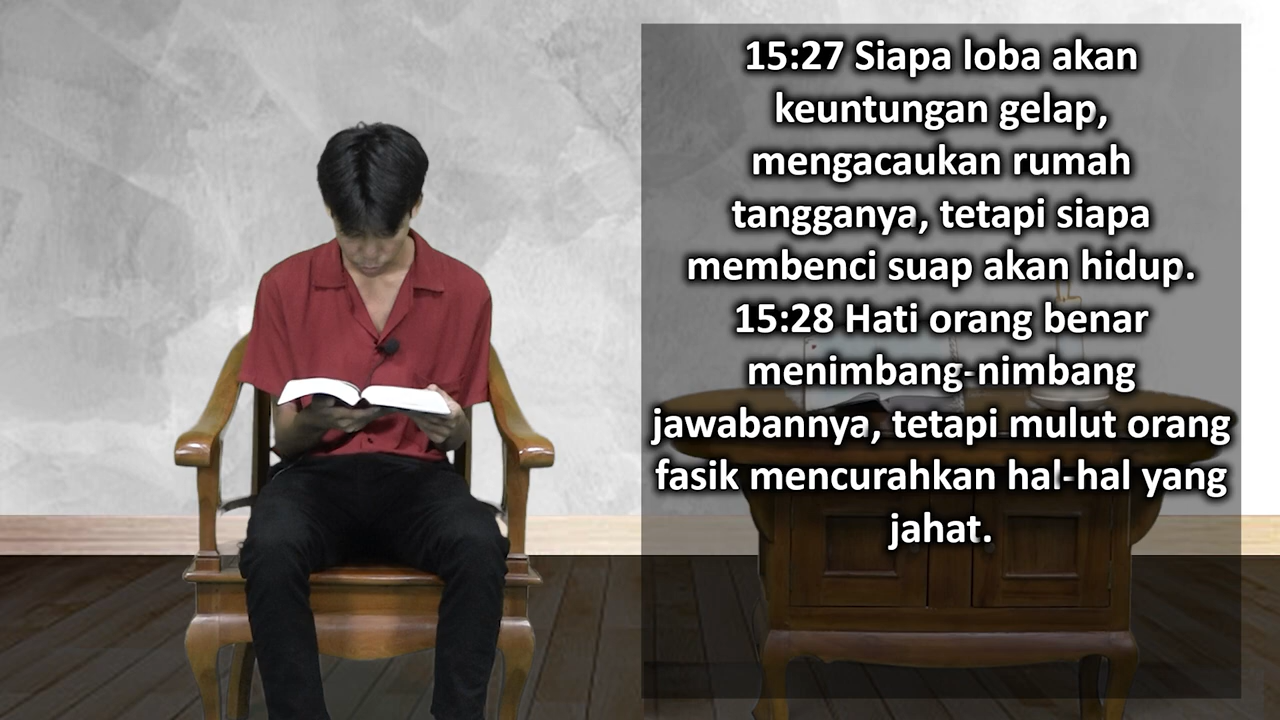 15:27 Siapa loba akan
keuntungan gelap,
mengacaukan rumah
tangganya, tetapi siapa
membenci suap akan hidup.
15:28 Hati orang benar
menimbang-nimbang
jawabannya, tetapi mulut orang
fasik mencurahkan hal-hal yang
jahat.